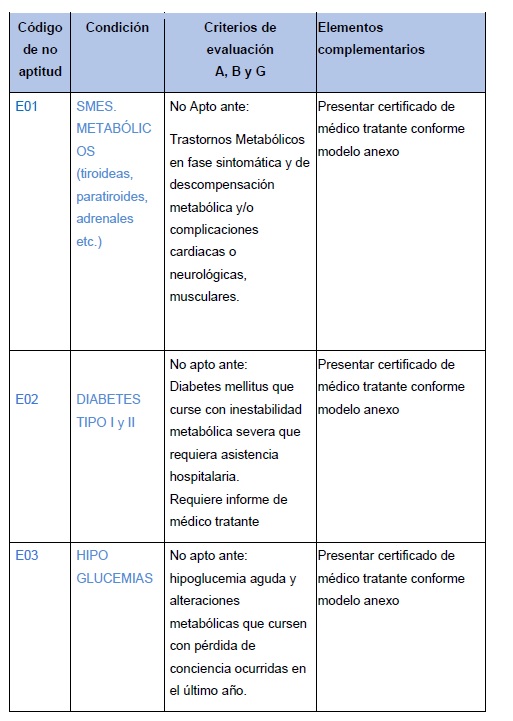 Código de no aptitud
Condición
Criterios de evaluación A, B y G
Elementos complementarios
E01
SMES.
METABÓLIC
OS
(tiroideas,
paratiroides,
adrenales
etc.)
No Apto ante:
Trastornos Metabólicos
en fase sintomática y de
descompensación
metabólica y/o
complicaciones
cardiacas o
neurológicas,
musculares.
Presentar certificado de
médico tratante conforme
modelo anexo
E02
DIABETES
TIPO I y II
No apto ante:
Diabetes mellitus que
curse con inestabilidad
metabólica severa que
requiera asistencia
hospitalaria.
Requiere informe de
médico tratante
Presentar certificado de
médico tratante conforme
modelo anexo
E03
HIPO
GLUCEMIAS
No apto ante:
hipoglucemia aguda y
alteraciones
metabólicas que cursen
con pérdida de
conciencia ocurridas en
el último año.
Presentar certificado de
médico tratante conforme
modelo anexo